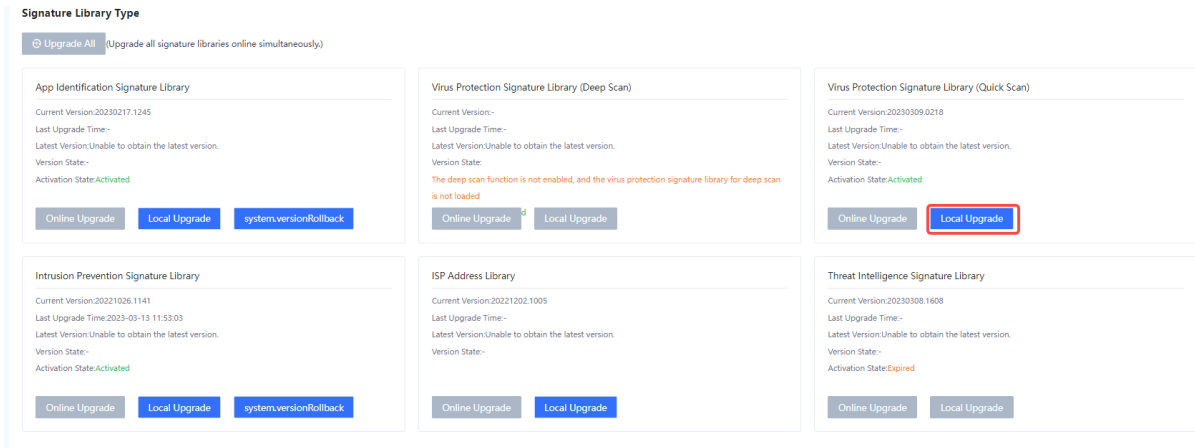 Signature Library Type
Upgrade All (Upgrade all signature libraries online simultaneously.)
App Identification Signature Library
Current Version:20230217.1245
Last Upgrade Time:-
Latest Version:Unable to obtain the latest version.
Version State:-
Activation State:Activated
Online Upgrade Local Upgrade system.versionRollback
Virus Protection Signature Library (Deep Scan)
Current Version:-
Last Upgrade Time:-
Latest Version:Unable to obtain the latest version.
Version State:
The deep scan function is not enabled, and the virus protection signature library for deep scan
is not loaded
Online Upgrade d Local Upgrade
Virus Protection Signature Library (Quick Scan)
Current Version:20230309.0218
Last Upgrade Time:-
Latest Version:Unable to obtain the latest version.
Version State:-
Activation State:Activated
Online Upgrade Local Upgrade
Intrusion Prevention Signature Library
Current Version:20221026.1141
Last Upgrade Time:2023-03-13 11:53:03
Latest Version:Unable to obtain the latest version.
Version State:-
Activation State:Activated
Online Upgrade Local Upgrade system.versionRollback
ISP Address Library
Current Version:20221202.1005
Last Upgrade Time:-
Latest Version:Unable to obtain the latest version.
Version State:-
Online Upgrade Local Upgrade
Threat Intelligence Signature Library
Current Version:20230308.1608
Last Upgrade Time:-
Latest Version:Unable to obtain the latest version.
Version State:-
Activation State:Expired
Online Upgrade Local Upgrade